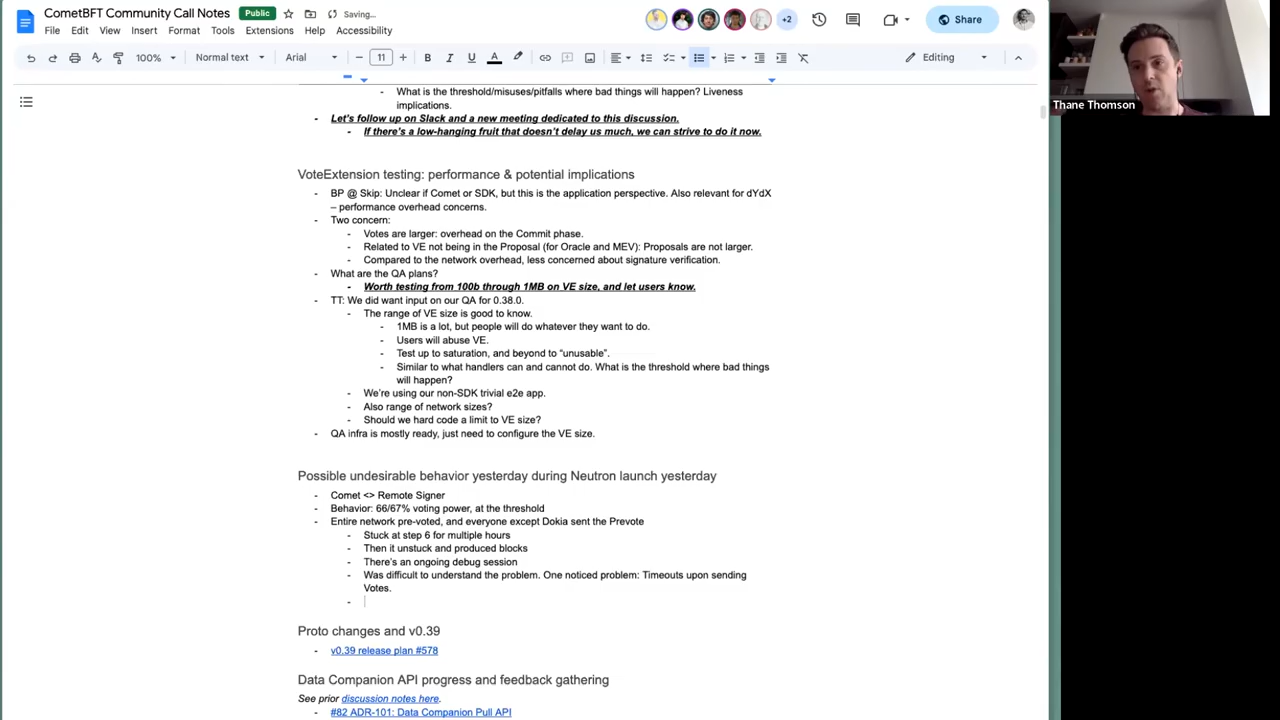 CometBFT Community Call Notes
Public
Saving...
File Edit View Insert Format Tools Extensions Help Accessibility
+2
Share
100%
Normal text
Arial
11
Editing
Thane Thomson
- What is the threshold/misuses/pitfalls where bad things will happen? Liveness
implications.
- Let's follow up on Slack and a new meeting dedicated to this discussion.
- If there's a low-hanging fruit that doesn't delay us much, we can strive to do it now.
VoteExtension testing: performance & potential implications
- BP @ Skip: Unclear if Comet or SDK, but this is the application perspective. Also relevant for dYdX
– performance overhead concerns.
- Two concern:
- Votes are larger: overhead on the Commit phase.
- Related to VE not being in the Proposal (for Oracle and MEV): Proposals are not larger.
- Compared to the network overhead, less concerned about signature verification.
- What are the QA plans?
- Worth testing from 100b through 1MB on VE size, and let users know.
- TT: We did want input on our QA for 0.38.0.
- The range of VE size is good to know.
- 1MB is a lot, but people will do whatever they want to do.
- Users will abuse VE.
- Test up to saturation, and beyond to “unusable”.
- Similar to what handlers can and cannot do. What is the threshold where bad things
will happen?
- We're using our non-SDK trivial e2e app.
- Also range of network sizes?
- Should we hard code a limit to VE size?
- QA infra is mostly ready, just need to configure the VE size.
Possible undesirable behavior yesterday during Neutron launch yesterday
- Comet <> Remote Signer
- Behavior: 66/67% voting power, at the threshold
- Entire network pre-voted, and everyone except Dokia sent the Prevote
- Stuck at step 6 for multiple hours
- Then it unstuck and produced blocks
- There's an ongoing debug session
- Was difficult to understand the problem. One noticed problem: Timeouts upon sending
Votes.
-
Proto changes and v0.39
- v0.39 release plan #578
Data Companion API progress and feedback gathering
See prior discussion notes here.
- #82 ADR-101: Data Companion Pull API